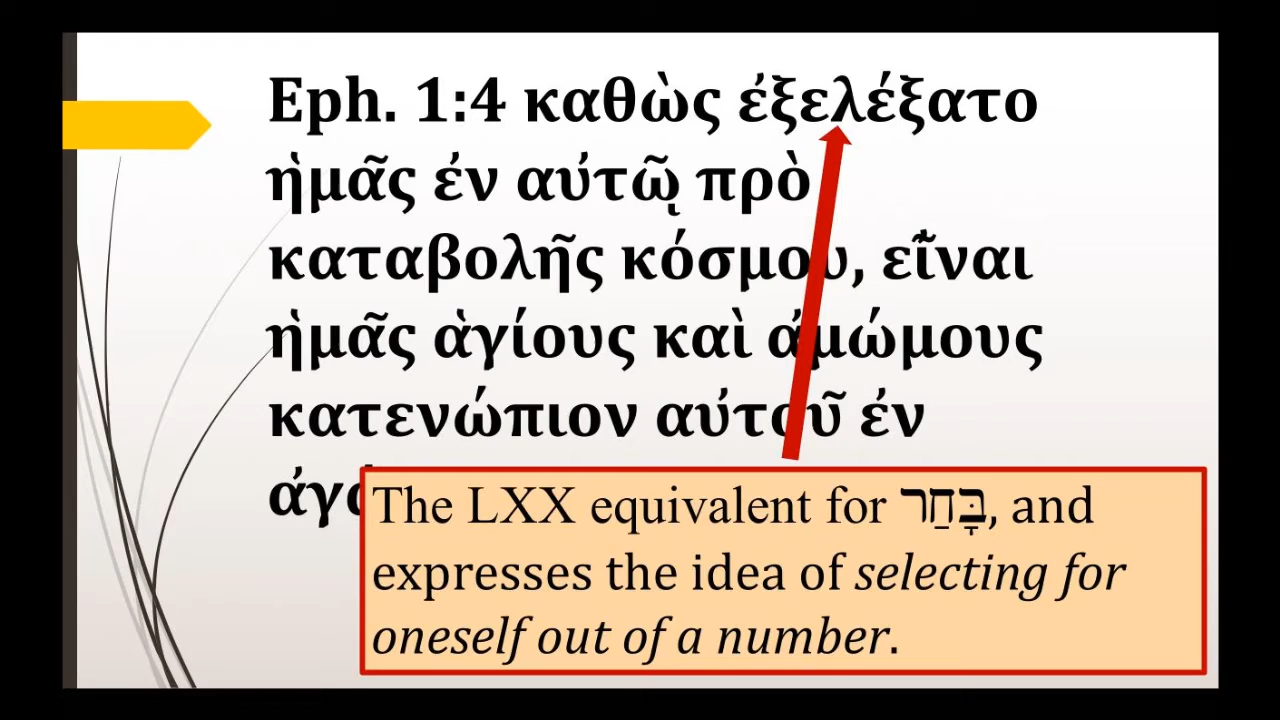 Eph. 1:4 καθὼς ἐξελέξατο
ἡμᾶς ἐν αὐτῷ πρὸ
καταβολῆς κόσμου, εἶναι
ἡμᾶς ἁγίους καὶ ἀμώμους
κατενώπιον αὐτοῦ ἐν
The LXX equivalent for בָּחַר, and
expresses the idea of selecting for
oneself out of a number.